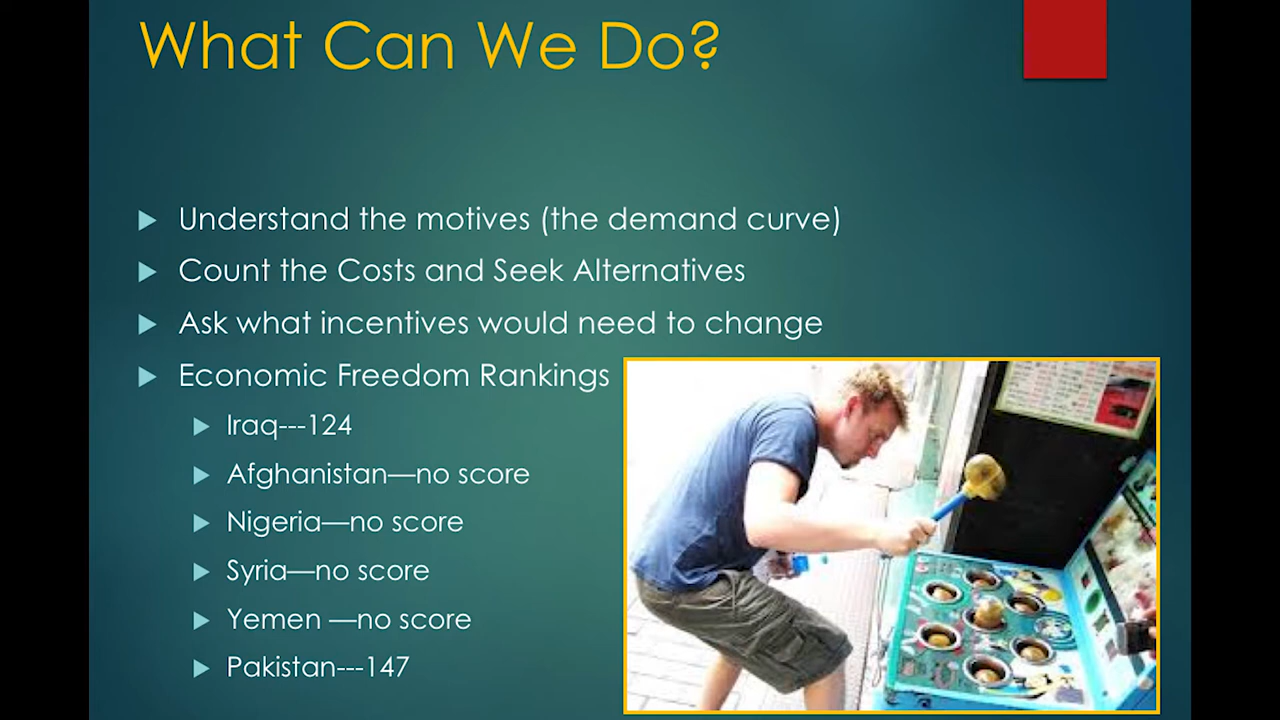 What Can We Do?
Understand the motives (the demand curve)
Count the Costs and Seek Alternatives
Ask what incentives would need to change
Economic Freedom Rankings
Iraq---124
Afghanistan—no score
Nigeria—no score
Syria—no score
Yemen —no score
Pakistan---147